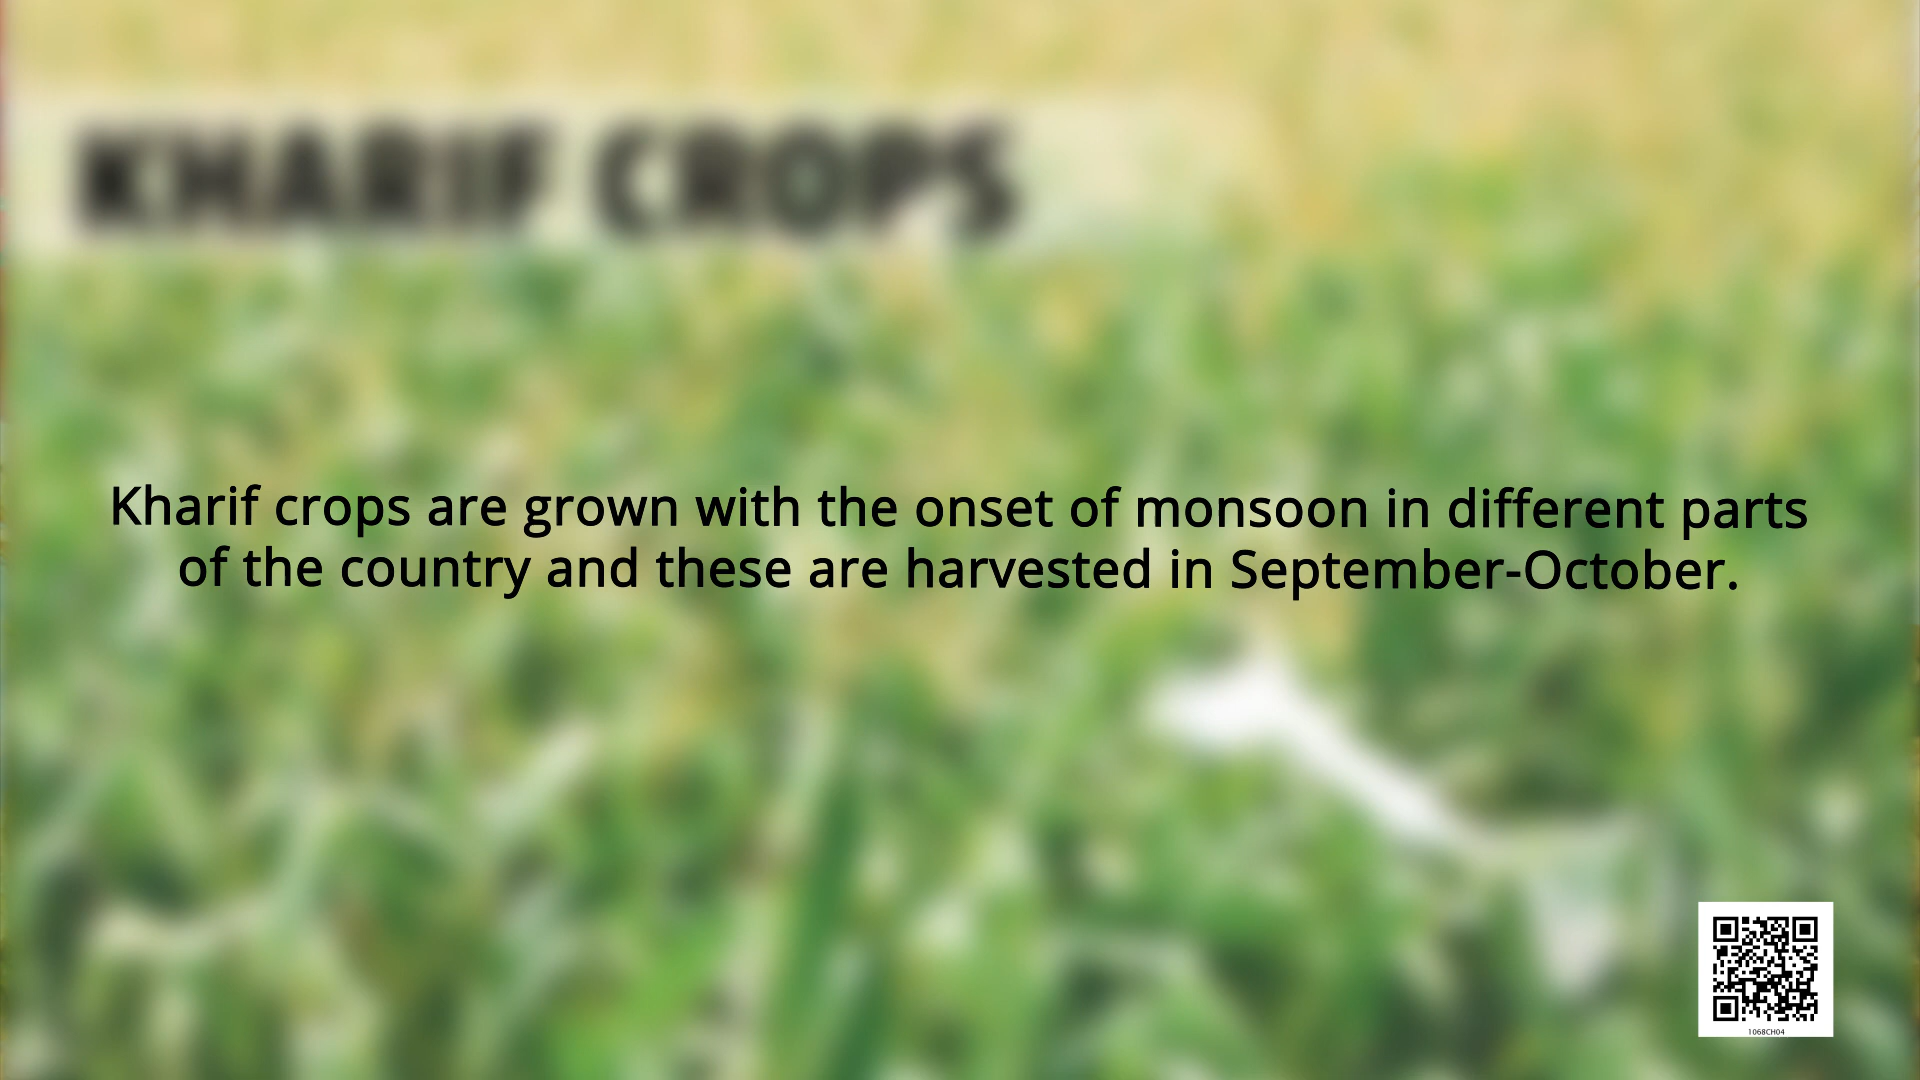 KHARIF CROPS
Kharif crops are grown with the onset of monsoon in different parts
of the country and these are harvested in September-October.
1068CH04